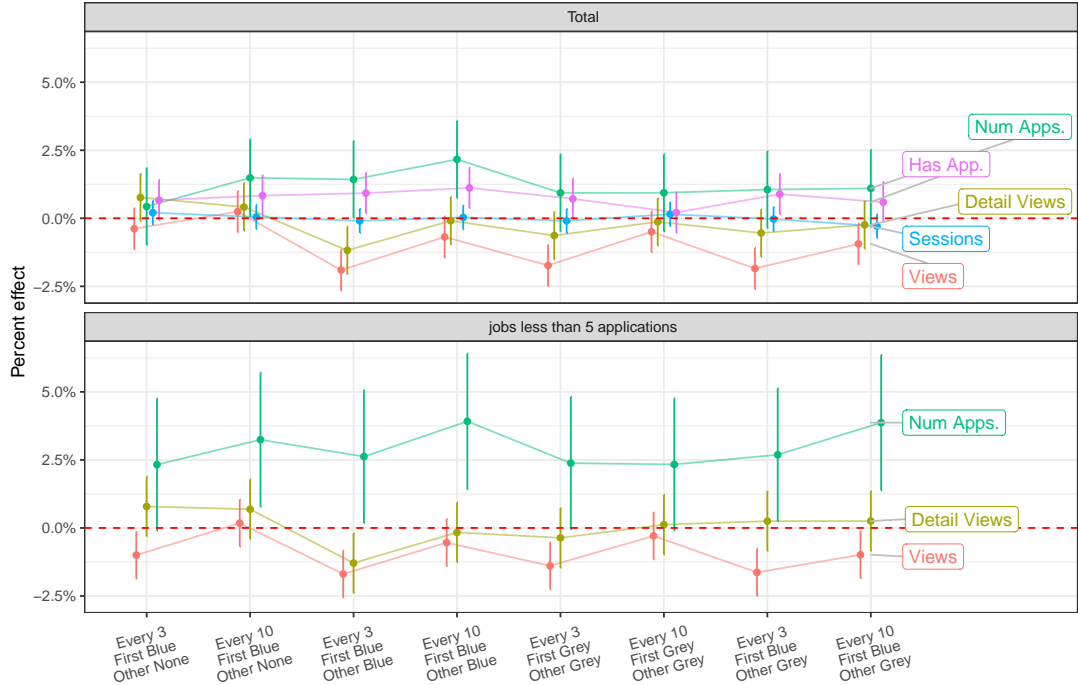 Total
5.0%
2.5%
0.0%
−2.5%
Num Apps.
Has App.
Detail Views
Sessions
Views
Percent effect
jobs less than 5 applications
5.0%
2.5%
0.0%
−2.5%
Num Apps.
Detail Views
Views
Every 3
First Blue
Other None
Every 10
First Blue
Other None
Every 3
First Blue
Other Blue
Every 10
First Blue
Other Blue
Every 3
First Grey
Other Grey
Every 10
First Grey
Other Grey
Every 3
First Blue
Other Grey
Every 10
First Blue
Other Grey